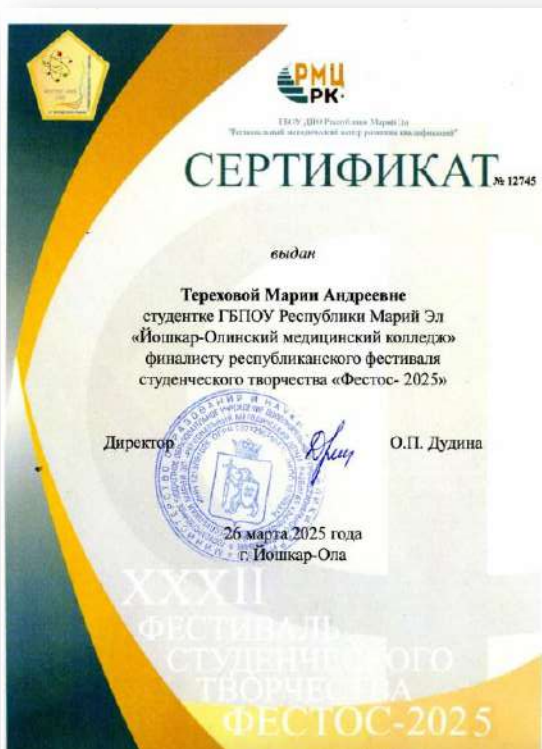 РМЦ
РК·
ГБОУ ДПО Республики Марий Эл
"Региональный методический центр развития квалификаций"
СЕРТИФИКАТ № 12745
выдан
Тереховой Марии Андреевне
студентке ГБПОУ Республики Марий Эл
«Йошкар-Олинский медицинский колледж»
финалисту республиканского фестиваля
студенческого творчества «Фестос- 2025»
Директор О.П. Дудина
26 марта 2025 года
г. Йошкар-Ола
XXXII
ФЕСТИВАЛЬ
СТУДЕНЧЕСКОГО
ТВОРЧЕСТВА
ФЕСТОС-2025